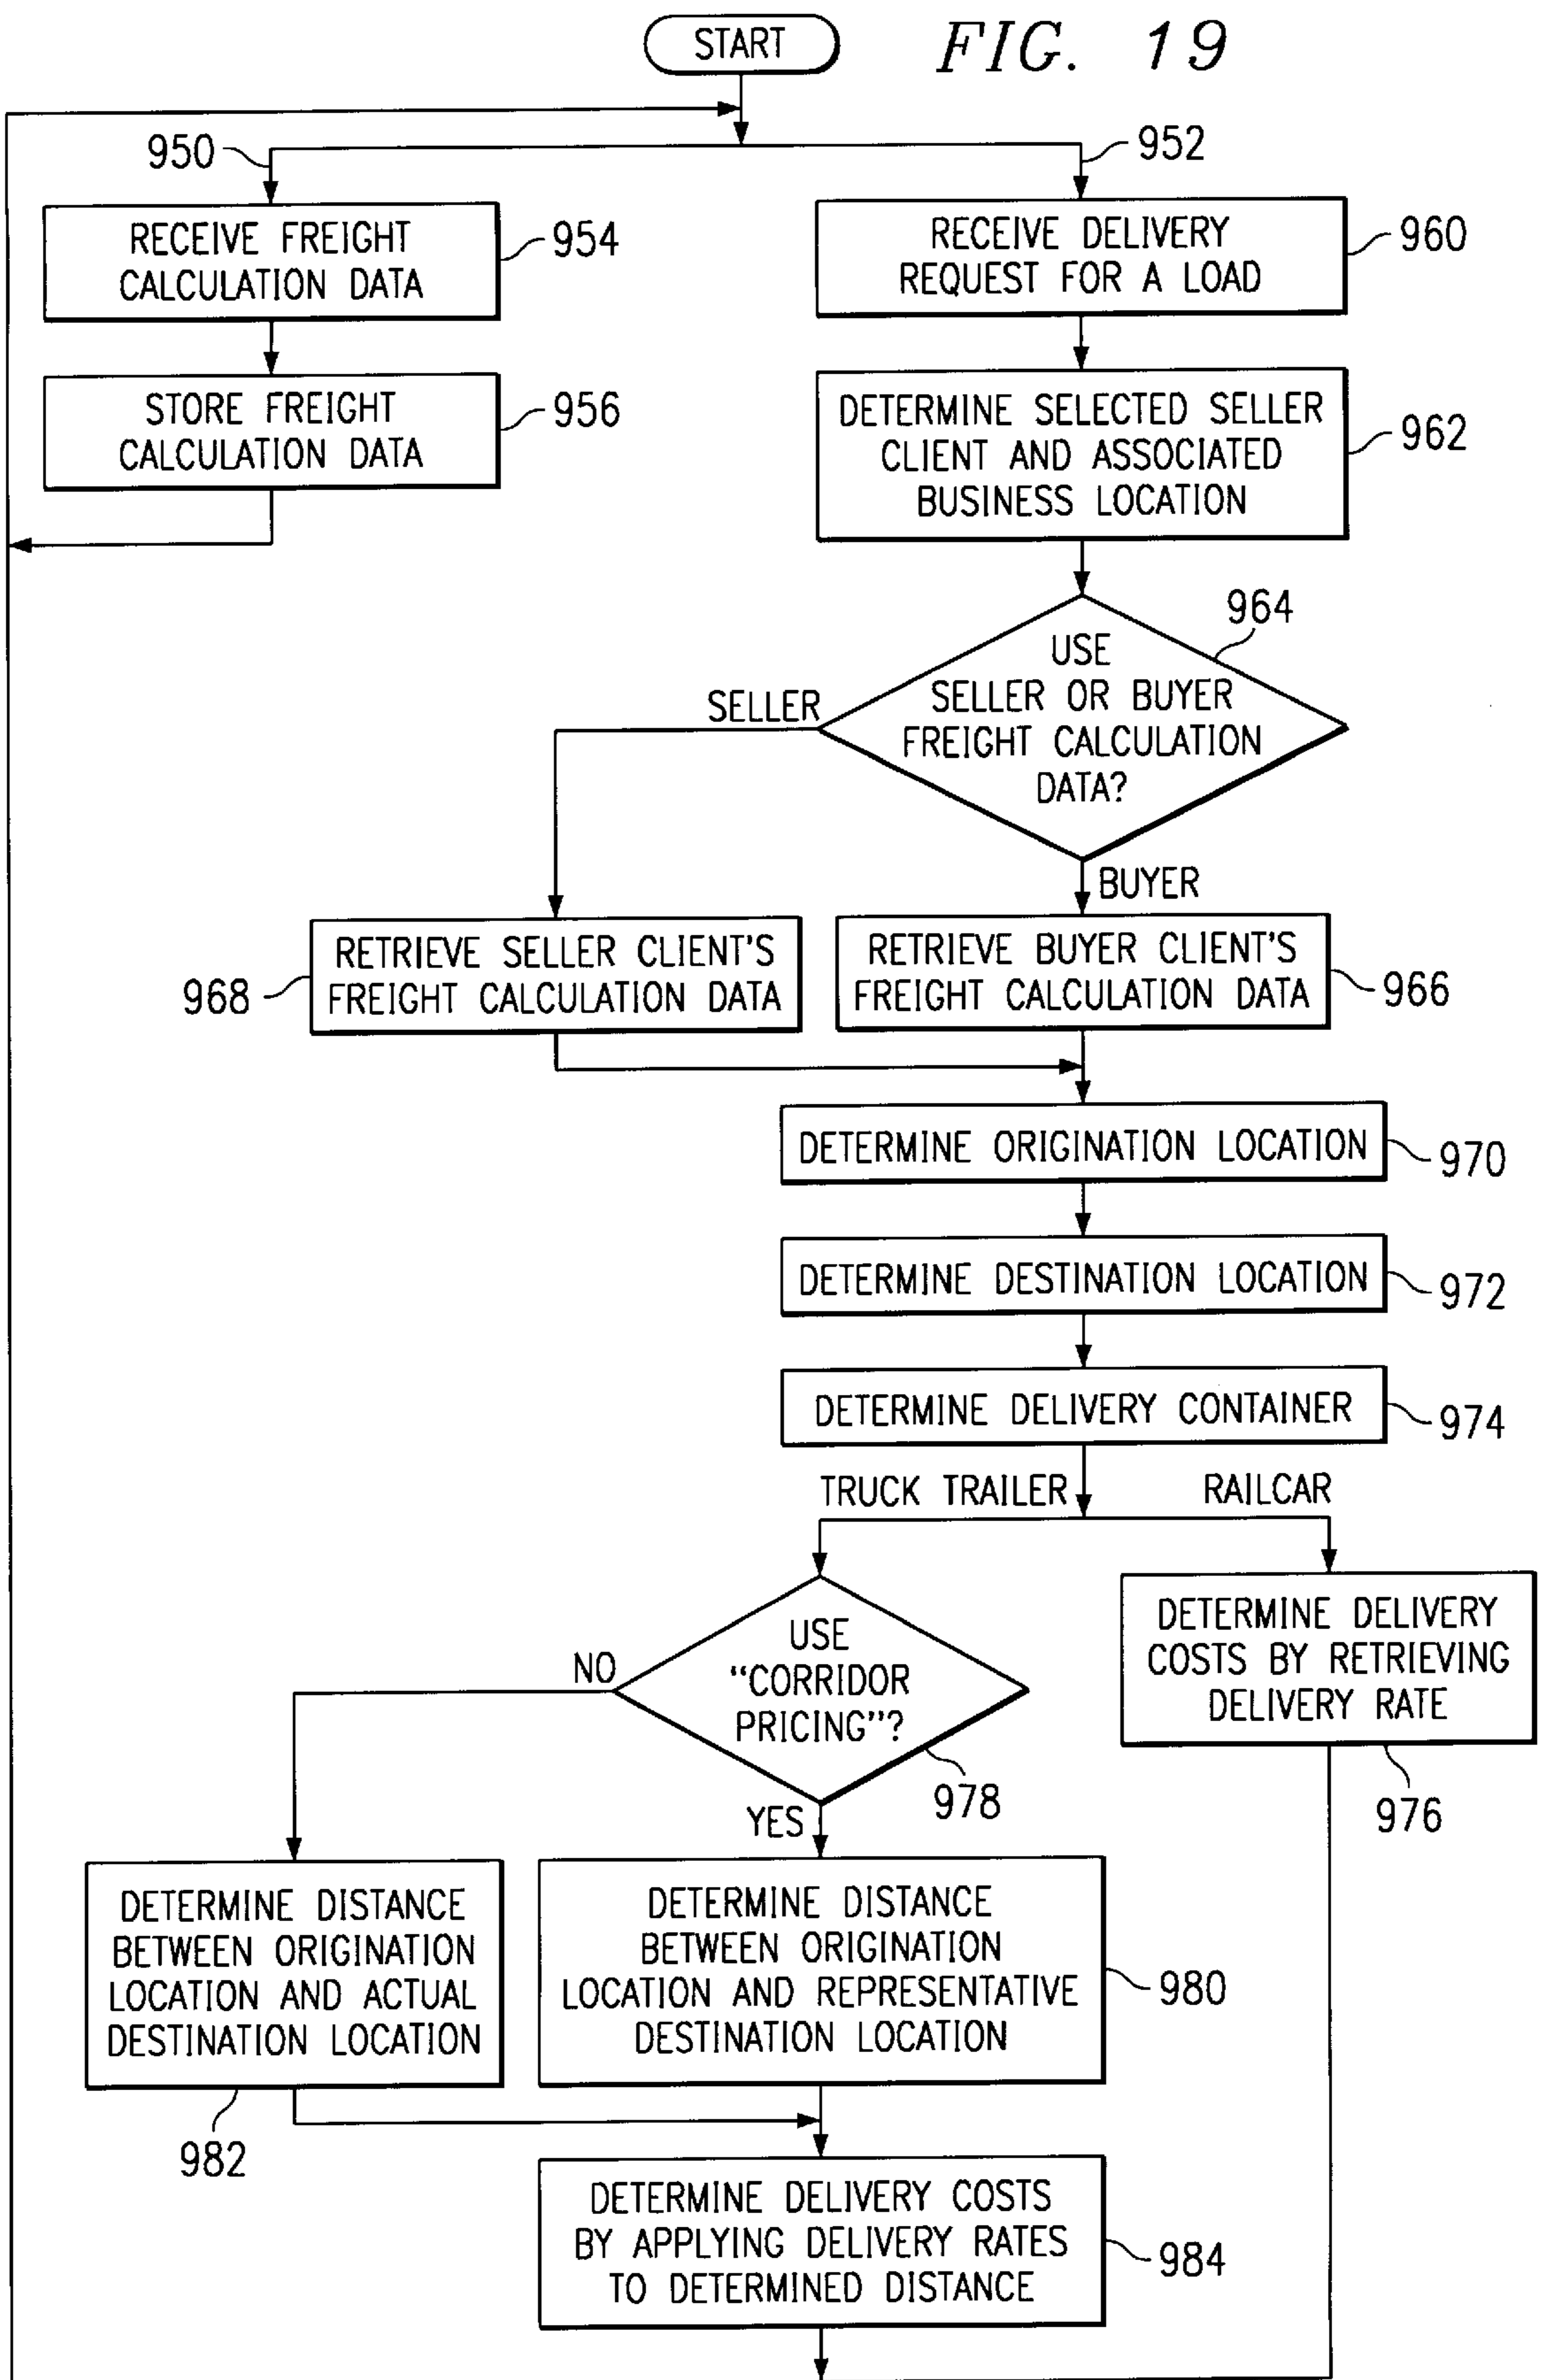 START
FIG. 19
950
952
RECEIVE FREIGHT
CALCULATION DATA
954
RECEIVE DELIVERY
REQUEST FOR A LOAD
960
STORE FREIGHT
CALCULATION DATA
956
DETERMINE SELECTED SELLER
CLIENT AND ASSOCIATED
BUSINESS LOCATION
962
964
USE
SELLER OR BUYER
FREIGHT CALCULATION
DATA?
SELLER
BUYER
RETRIEVE SELLER CLIENT'S
FREIGHT CALCULATION DATA
968
RETRIEVE BUYER CLIENT'S
FREIGHT CALCULATION DATA
966
DETERMINE ORIGINATION LOCATION
970
DETERMINE DESTINATION LOCATION
972
DETERMINE DELIVERY CONTAINER
974
TRUCK TRAILER
RAILCAR
USE
"CORRIDOR
PRICING"?
NO
978
YES
DETERMINE DELIVERY
COSTS BY RETRIEVING
DELIVERY RATE
976
DETERMINE DISTANCE
BETWEEN ORIGINATION
LOCATION AND ACTUAL
DESTINATION LOCATION
982
DETERMINE DISTANCE
BETWEEN ORIGINATION
LOCATION AND REPRESENTATIVE
DESTINATION LOCATION
980
DETERMINE DELIVERY COSTS
BY APPLYING DELIVERY RATES
TO DETERMINED DISTANCE
984